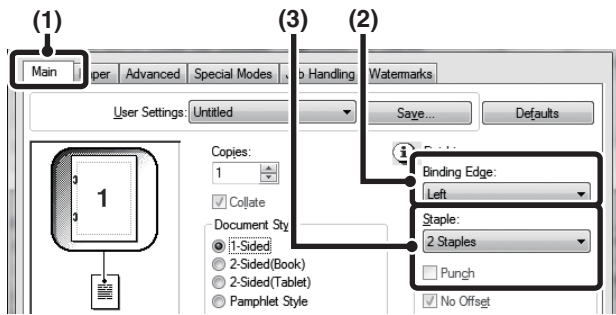 (1) (3) (2)
Main Advanced Special Modes Handling Watermarks
User Settings: Untitled Save... Defaults
Copies:
1
Collate
Binding Edge:
Left
1
Document
1-Sided
2-Sided(Book)
2-Sided(Tablet)
Pamphlet Style
Staple:
2 Staples
Punch
No Offset